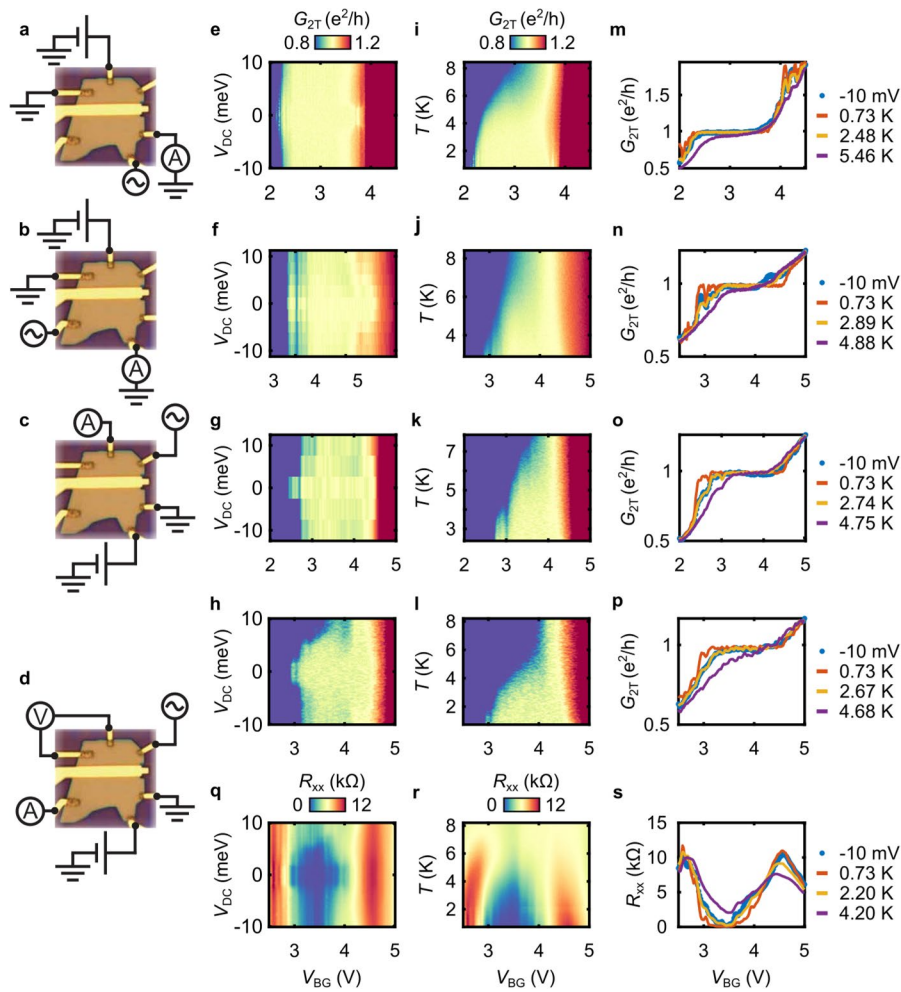 a
e
G2T (e²/h)
0.8
1.2
i
G2T (e²/h)
0.8
1.2
m
A
VDC (meV)
10
0
-10
2
3
4
T (K)
8
6
4
2
3
4
G2T (e²/h)
1.5
1
0.5
2
3
4
-10 mV
0.73 K
2.48 K
5.46 K
b
f
j
n
A
VDC (meV)
10
0
-10
3
4
5
T (K)
8
6
4
3
4
5
G2T (e²/h)
1
0.5
3
4
5
-10 mV
0.73 K
2.89 K
4.88 K
c
g
k
o
A
VDC (meV)
10
0
-10
2
3
4
5
T (K)
7
6
5
4
3
2
3
4
5
G2T (e²/h)
1
0.5
2
3
4
5
-10 mV
0.73 K
2.74 K
4.75 K
h
l
p
VDC (meV)
10
0
-10
3
4
5
T (K)
8
6
4
2
3
4
5
G2T (e²/h)
1
0.5
3
4
5
-10 mV
0.73 K
2.67 K
4.68 K
d
V
A
q
Rxx (kΩ)
0
12
r
Rxx (kΩ)
0
12
s
VDC (meV)
10
0
-10
3
4
5
VBG (V)
T (K)
8
6
4
2
3
4
5
VBG (V)
Rxx (kΩ)
15
10
5
0
3
4
5
VBG (V)
-10 mV
0.73 K
2.20 K
4.20 K